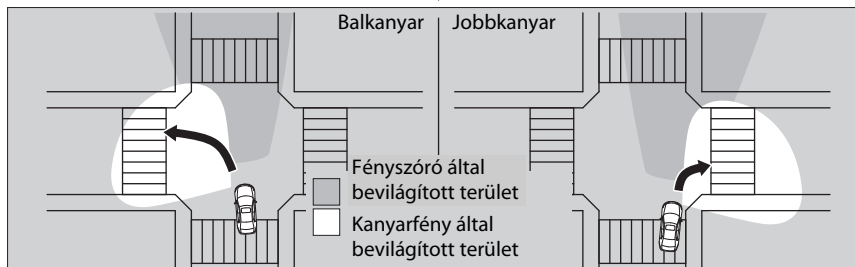 Balkanyar
Jobbkanyar
Fényszóró által
bevilágított terület
Kanyarfény által
bevilágított terület